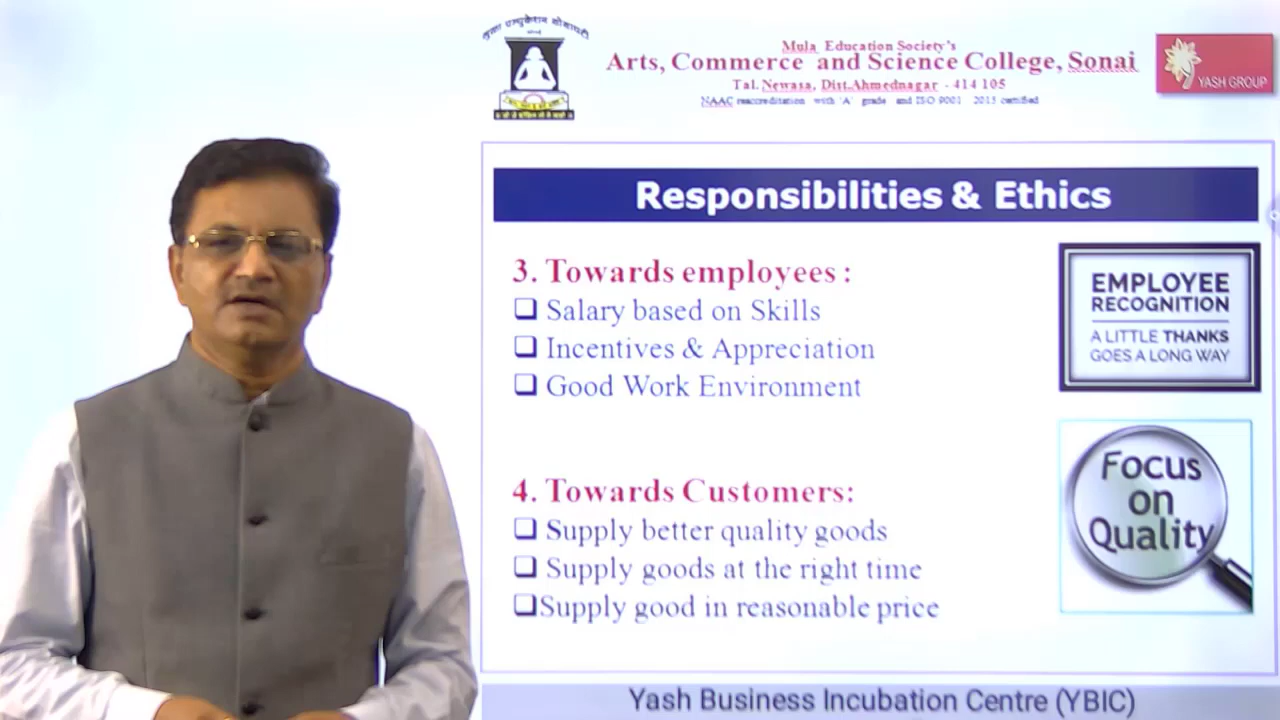 Mula Education Society's
Arts, Commerce and Science College, Sonai
Tal. Newasa, Dist.Ahmednagar - 414 105
NAAC reaccreditation with 'A' grade and ISO 9001 2015 certified
YASH GROUP
Responsibilities & Ethics
3. Towards employees :
Salary based on Skills
Incentives & Appreciation
Good Work Environment
EMPLOYEE
RECOGNITION
A LITTLE THANKS
GOES A LONG WAY
4. Towards Customers:
Supply better quality goods
Supply goods at the right time
Supply good in reasonable price
Focus
on
Quality
Yash Business Incubation Centre (YBIC)